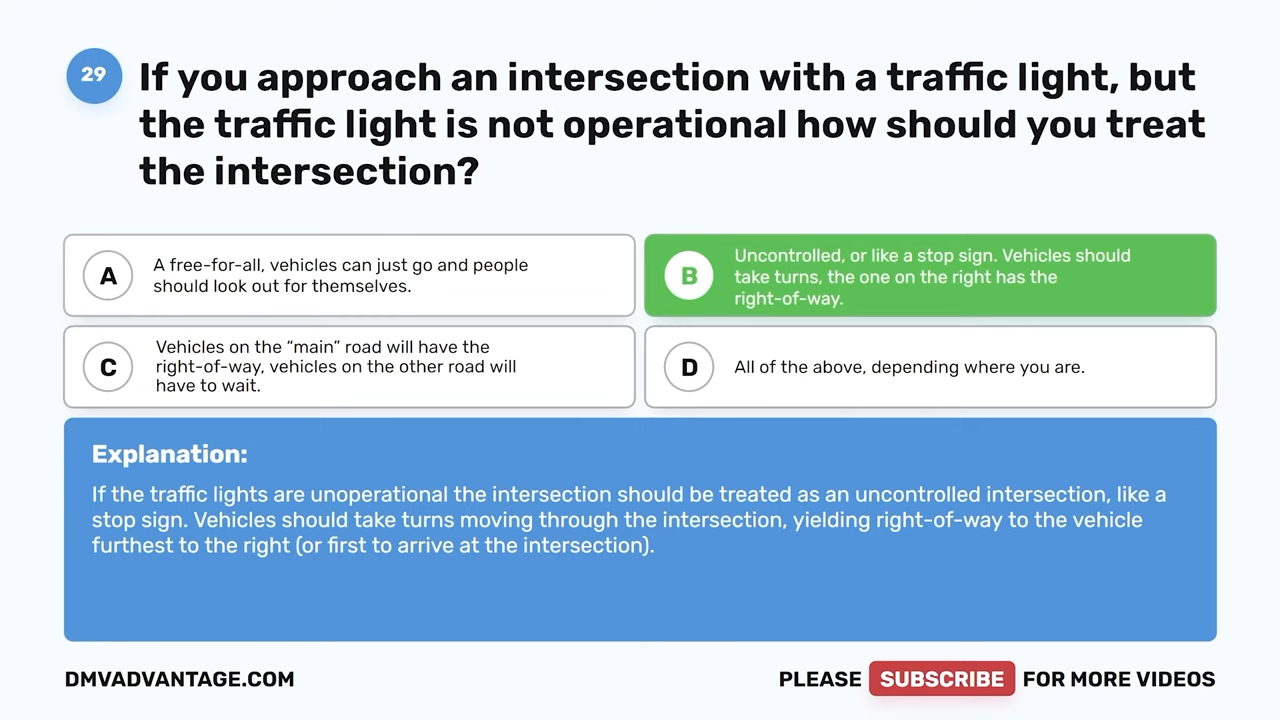 29
If you approach an intersection with a traffic light, but
the traffic light is not operational how should you treat
the intersection?
A
A free-for-all, vehicles can just go and people
should look out for themselves.
B
Uncontrolled, or like a stop sign. Vehicles should
take turns, the one on the right has the
right-of-way.
C
Vehicles on the “main” road will have the
right-of-way, vehicles on the other road will
have to wait.
D
All of the above, depending where you are.
Explanation:
If the traffic lights are unoperational the intersection should be treated as an uncontrolled intersection, like a
stop sign. Vehicles should take turns moving through the intersection, yielding right-of-way to the vehicle
furthest to the right (or first to arrive at the intersection).
DMVADVANTAGE.COM
PLEASE SUBSCRIBE FOR MORE VIDEOS